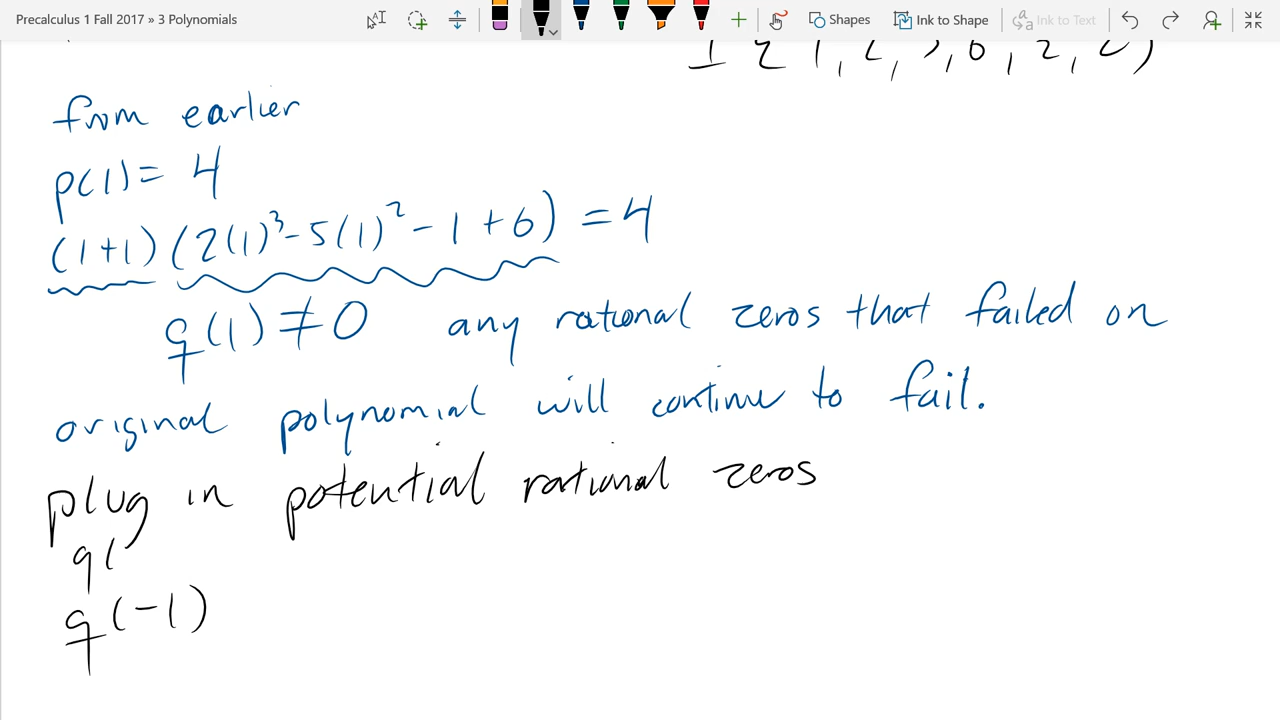 Precalculus 1 Fall 2017 » 3 Polynomials
Shapes Ink to Shape Ink to Text
from earlier
p(1) = 4
(1+1)(2(1)³-5(1)²-1+6) = 4
q(1) ≠ 0 any rational zeros that failed on
original polynomial will continue to fail.
plug in potential rational zeros
q(
q(-1)